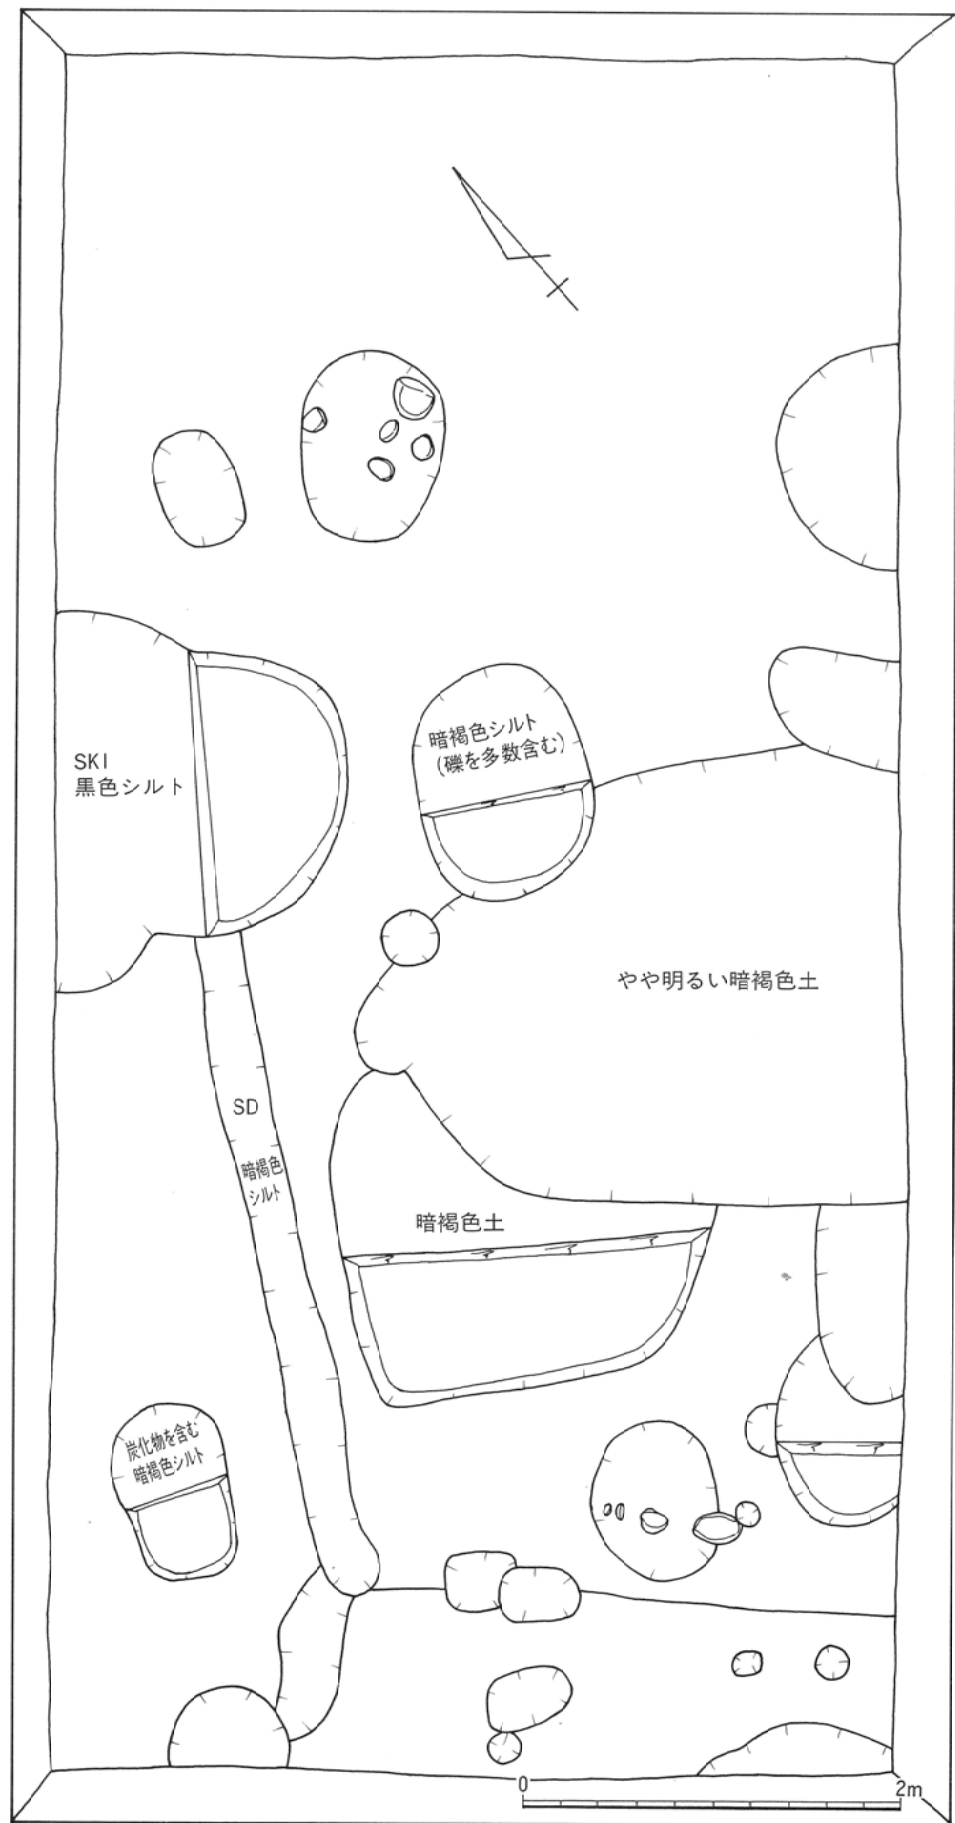 暗褐色シルト
(礫を多数含む)
SKI
黒色シルト
やや明るい暗褐色土
SD
暗褐色
シルト
暗褐色土
炭化物を含む
暗褐色シルト
0
2m